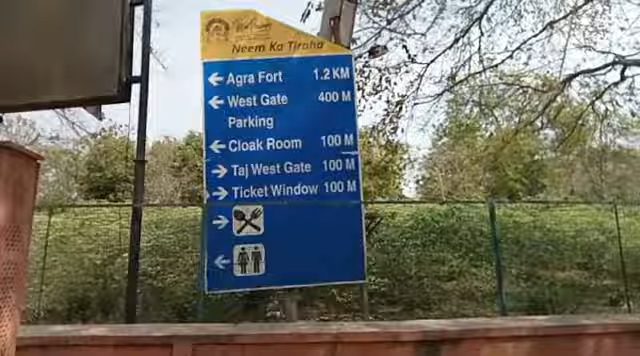 Neem Ka Tiraha
← Agra Fort 1.2 KM
← West Gate 400 M
Parking
← Cloak Room 100 M
→ Taj West Gate 100 M
→ Ticket Window 100 M
→
←